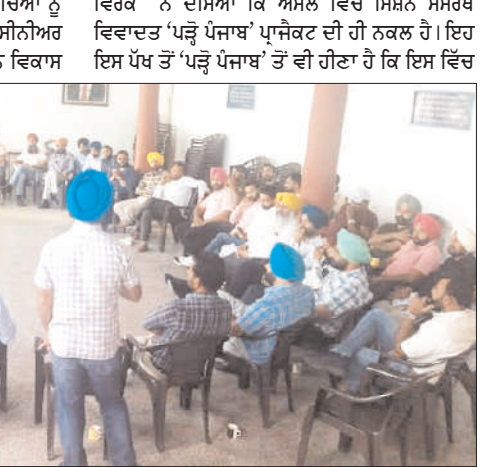 ਚਿਆਂ ਨੂੰ
ਸੀਨੀਅਰ
ਵਿਕਾਸ
ਵਿਰਕ ਨੇ ਦੱਸਿਆ ਕਿ ਅਸਲ ਵਿੱਚ ਮਿਸ਼ਨ ਸਮਰੱਥ
ਵਿਵਾਦਤ ‘ਪੜ੍ਹੋ ਪੰਜਾਬ’ ਪ੍ਰਾਜੈਕਟ ਦੀ ਹੀ ਨਕਲ ਹੈ। ਇਹ
ਇਸ ਪੱਖ ਤੋਂ ‘ਪੜ੍ਹੋ ਪੰਜਾਬ’ ਤੋਂ ਵੀ ਹੀਣਾ ਹੈ ਕਿ ਇਸ ਵਿੱਚ